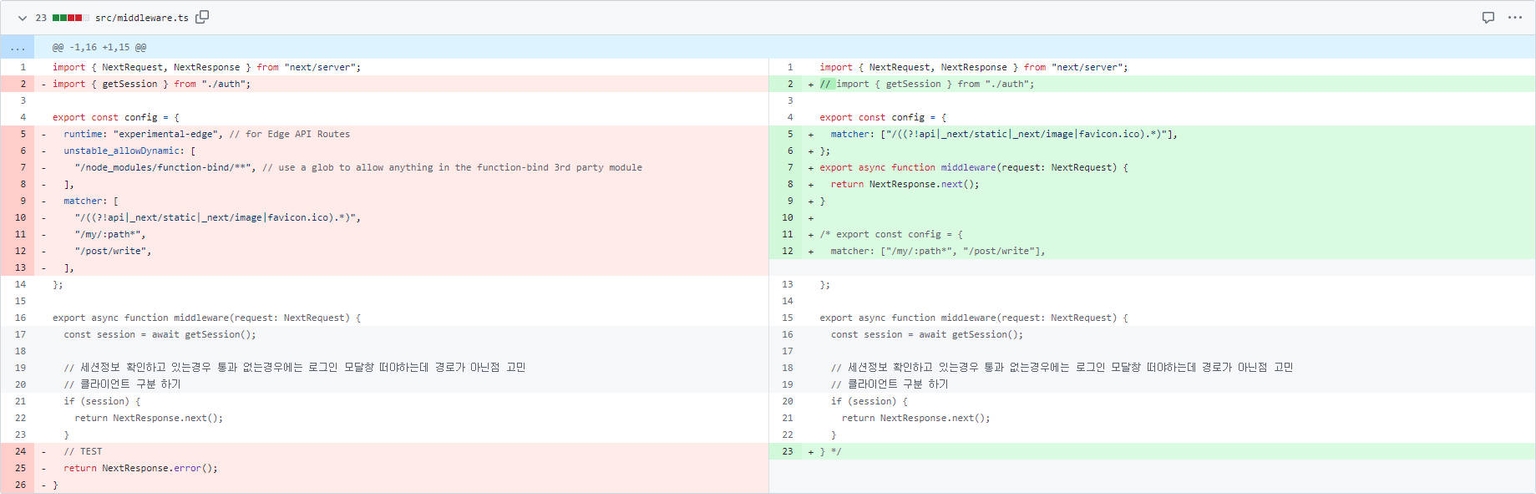 23 src/middleware.ts
... @@ -1,16 +1,15 @@
1 import { NextRequest, NextResponse } from "next/server";
2 - import { getSession } from "./auth";
3
4 export const config = {
5 - runtime: "experimental-edge", // for Edge API Routes
6 - unstable_allowDynamic: [
7 - "/node_modules/function-bind/**", // use a glob to allow anything in the function-bind 3rd party module
8 - ],
9 - matcher: [
10 - "/((?!api|_next/static|_next/image|favicon.ico).*)",
11 - "/my/:path*",
12 - "/post/write",
13 - ],
14 };
15
16 export async function middleware(request: NextRequest) {
17 const session = await getSession();
18
19 // 세션정보 확인하고 있는경우 통과 없는경우에는 로그인 모달창 떠야하는데 경로가 아닌점 고민
20 // 클라이언트 구분 하기
21 if (session) {
22 return NextResponse.next();
23 }
24 - // TEST
25 - return NextResponse.error();
26 - }
1 import { NextRequest, NextResponse } from "next/server";
2 + // import { getSession } from "./auth";
3
4 export const config = {
5 + matcher: ["/((?!api|_next/static|_next/image|favicon.ico).*)"],
6 + };
7 + export async function middleware(request: NextRequest) {
8 + return NextResponse.next();
9 + }
10 +
11 + /* export const config = {
12 + matcher: ["/my/:path*", "/post/write"],
13 };
14
15 export async function middleware(request: NextRequest) {
16 const session = await getSession();
17
18 // 세션정보 확인하고 있는경우 통과 없는경우에는 로그인 모달창 떠야하는데 경로가 아닌점 고민
19 // 클라이언트 구분 하기
20 if (session) {
21 return NextResponse.next();
22 }
23 + } */